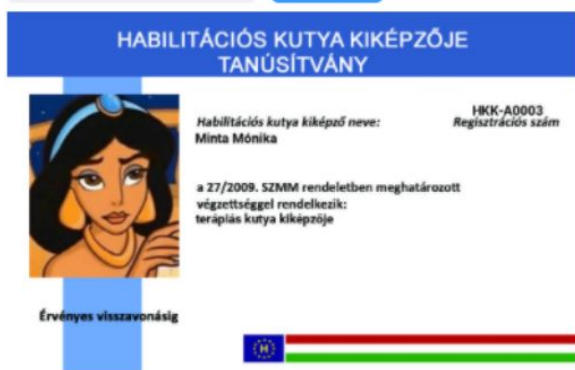 HABILITÁCIÓS KUTYA KIKÉPZŐJE
TANÚSÍTVÁNY
HKK-A0003
Habilitációs kutya kiképző neve:
Regisztrációs szám
Minta Mónika
a 27/2009. SZMM rendeletben meghatározott
végzettséggel rendelkezik:
terápiás kutya kiképzője
Érvényes visszavonásig
H